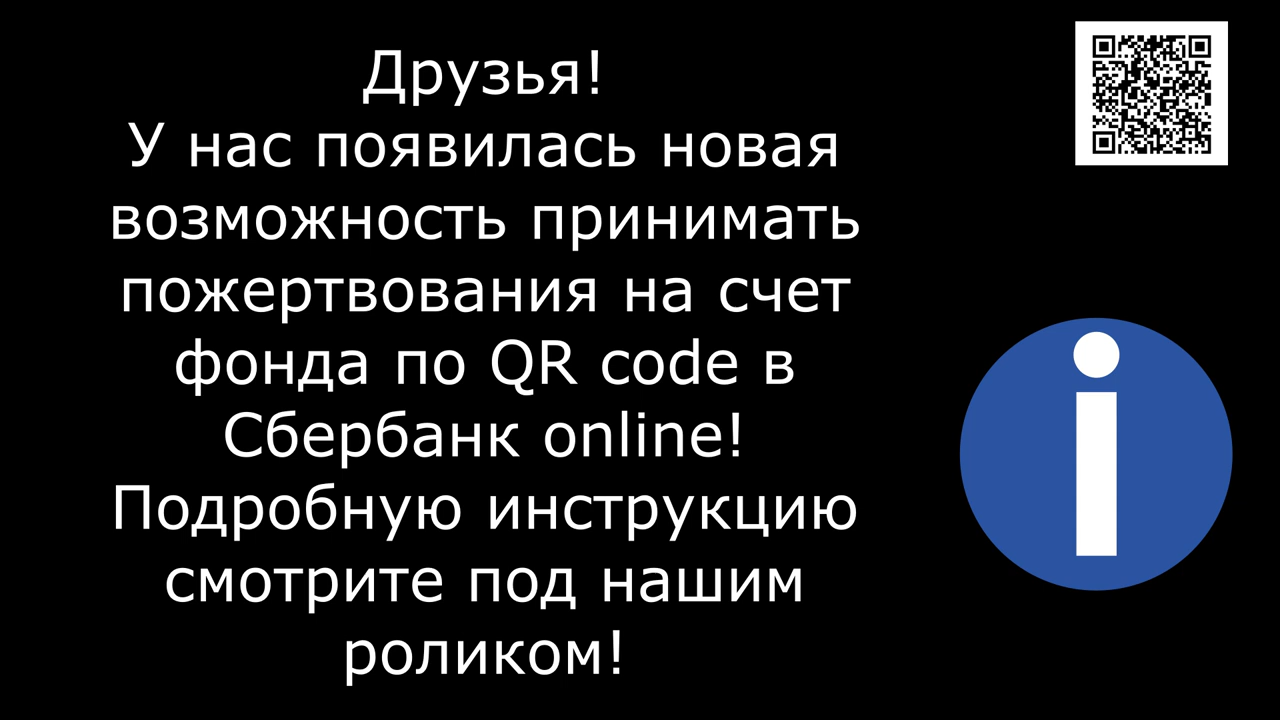 Друзья!
У нас появилась новая
возможность принимать
пожертвования на счет
фонда по QR code в
Сбербанк online!
Подробную инструкцию
смотрите под нашим
роликом!
i